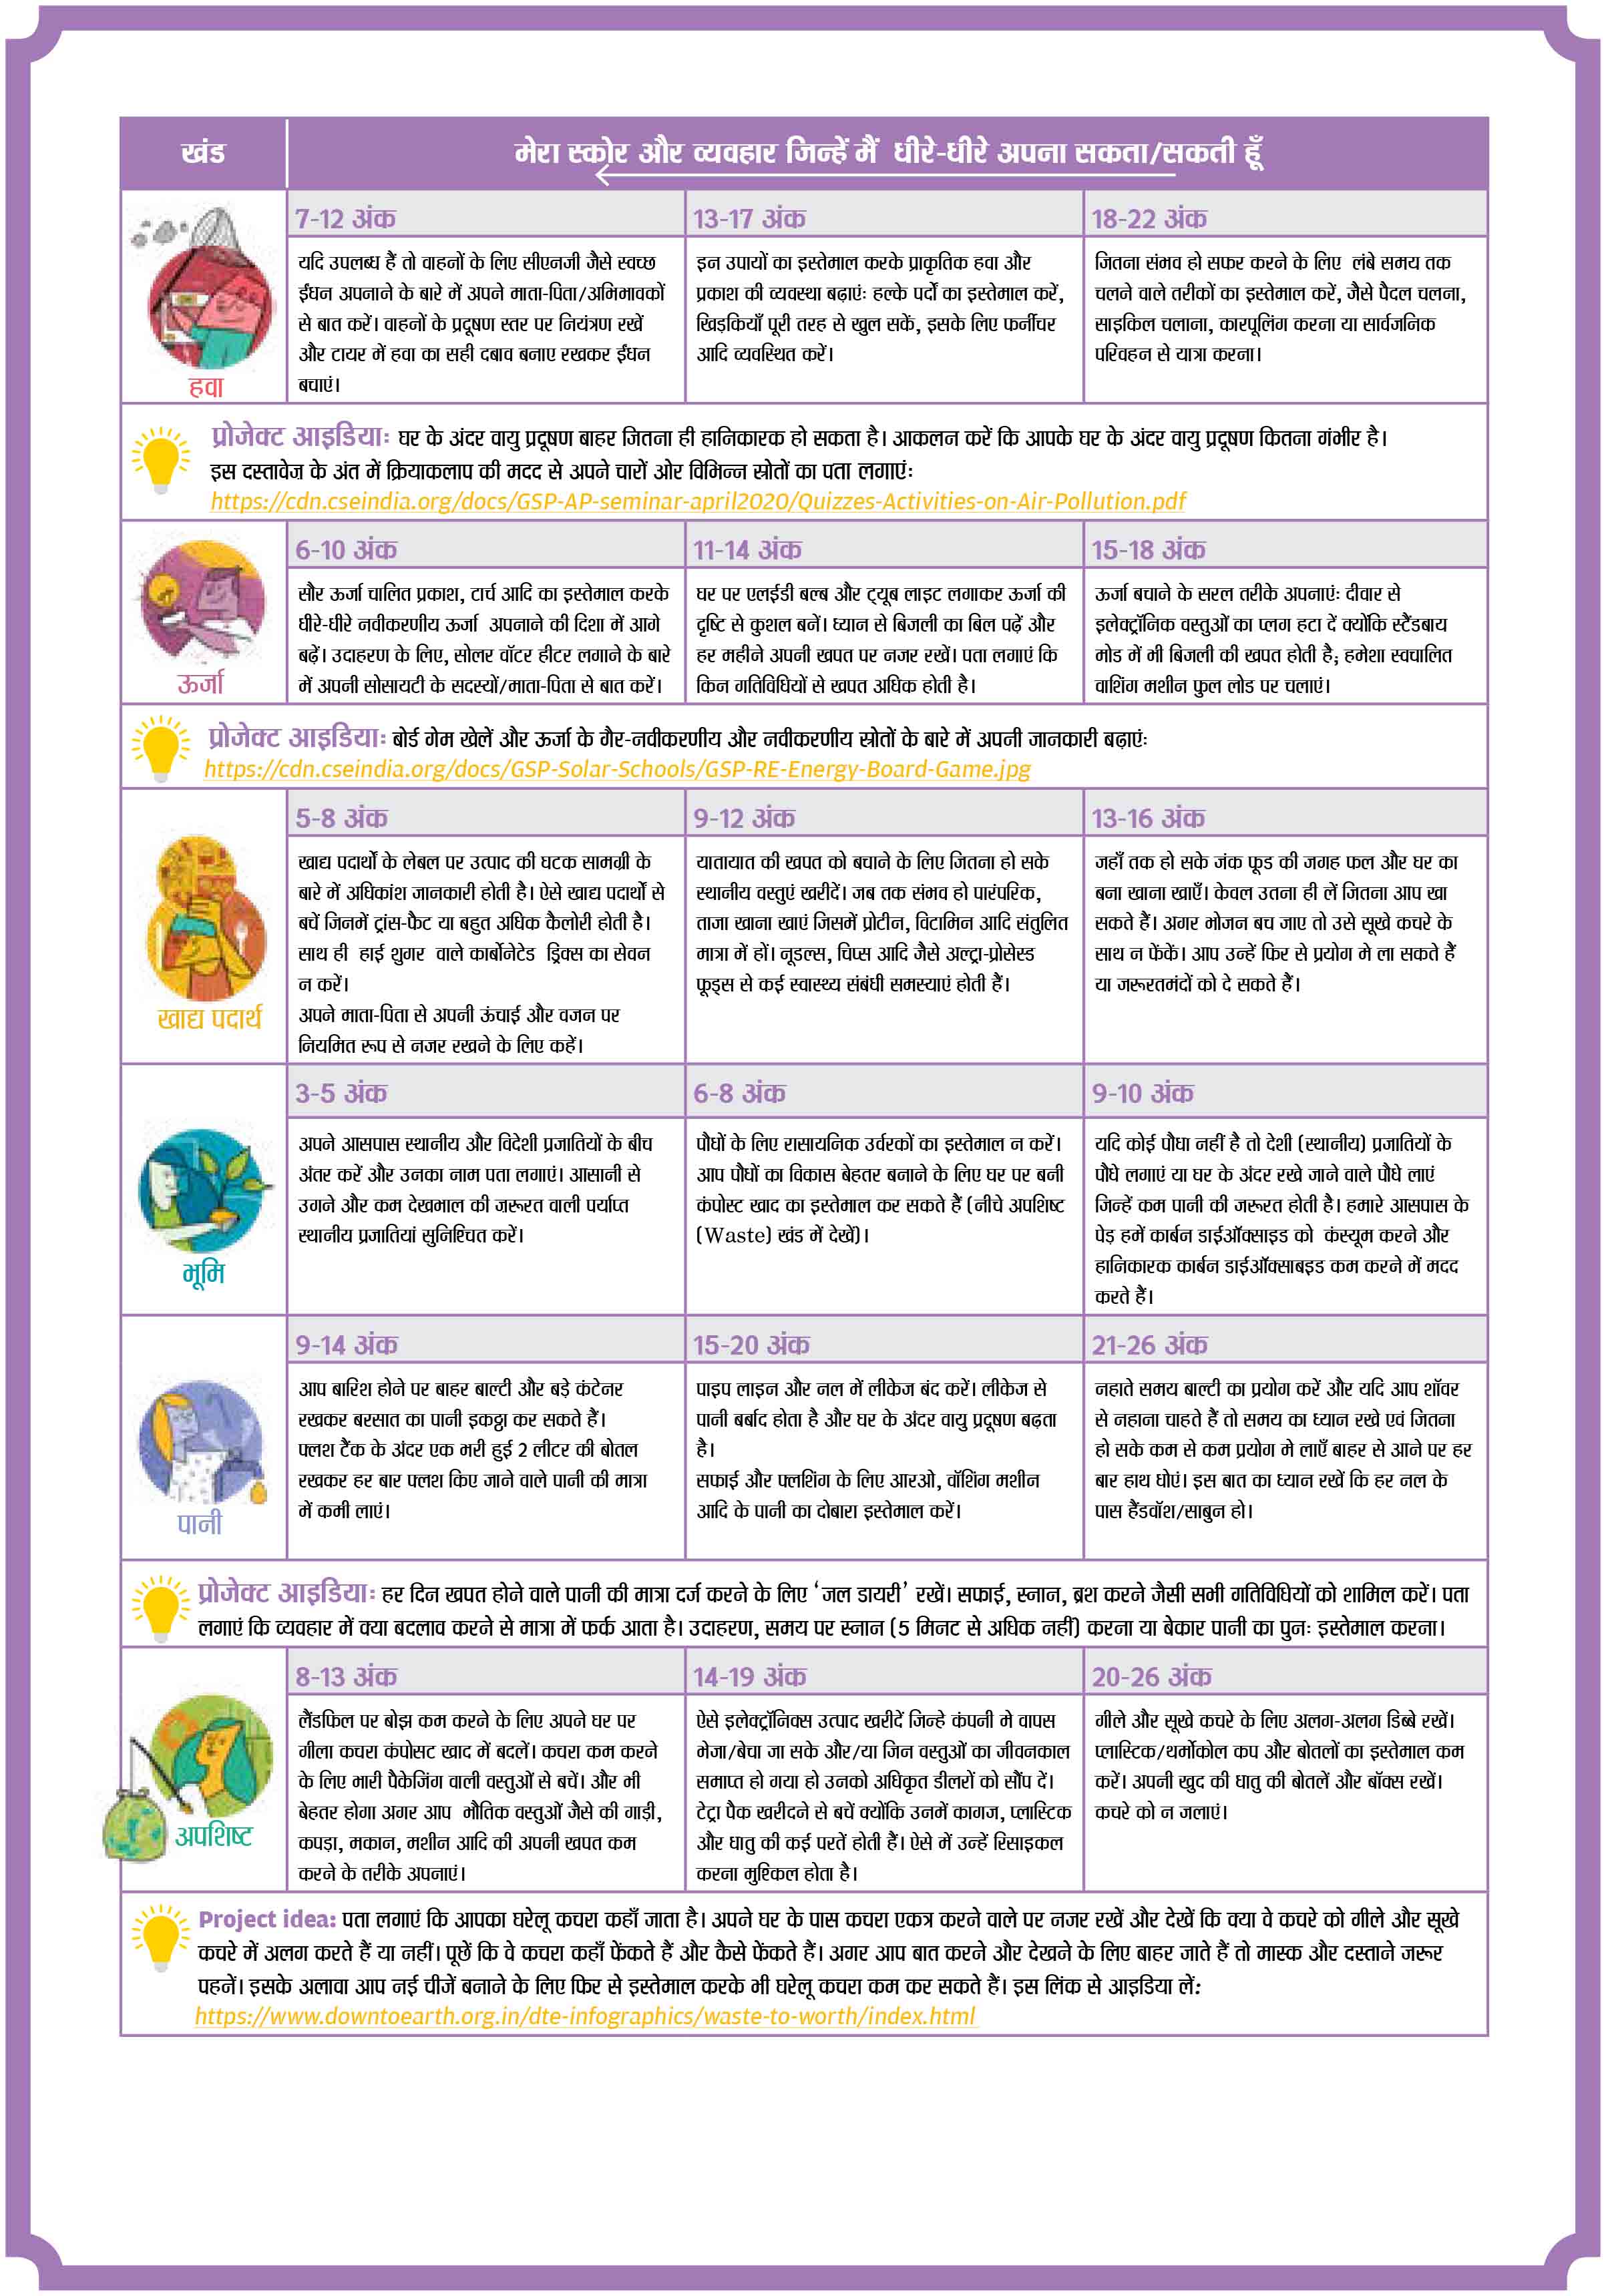 खंड
मेरा स्कोर और व्यवहार जिन्हें मैं धीरे-धीरे अपना सकता/सकती हूँ
हवा
7-12 अंक
यदि उपलब्ध हैं तो वाहनों के लिए सीएनजी जैसे स्वच्छ
ईंधन अपनाने के बारे में अपने माता-पिता/अभिभावकों
से बात करें। वाहनों के प्रदूषण स्तर पर नियंत्रण रखें
और टायर में हवा का सही दबाव बनाए रखकर ईंधन
बचाएं।
13-17 अंक
इन उपायों का इस्तेमाल करके प्राकृतिक हवा और
प्रकाश की व्यवस्था बढ़ाएंः हल्के पर्दों का इस्तेमाल करें,
खिड़कियाँ पूरी तरह से खुल सकें, इसके लिए फर्नीचर
आदि व्यवस्थित करें।
18-22 अंक
जितना संभव हो सफर करने के लिए लंबे समय तक
चलने वाले तरीकों का इस्तेमाल करें, जैसे पैदल चलना,
साइकिल चलाना, कारपूलिंग करना या सार्वजनिक
परिवहन से यात्रा करना।
प्रोजेक्ट आइडियाः घर के अंदर वायु प्रदूषण बाहर जितना ही हानिकारक हो सकता है। आकलन करें कि आपके घर के अंदर वायु प्रदूषण कितना गंभीर है।
इस दस्तावेज़ के अंत में क्रियाकलाप की मदद से अपने चारों ओर विभिन्न स्रोतों का पता लगाएंः
https://cdn.cseindia.org/docs/GSP-AP-seminar-april2020/Quizzes-Activities-on-Air-Pollution.pdf
ऊर्जा
6-10 अंक
सौर ऊर्जा चालित प्रकाश, टार्च आदि का इस्तेमाल करके
धीरे-धीरे नवीकरणीय ऊर्जा अपनाने की दिशा में आगे
बढ़ें। उदाहरण के लिए, सोलर वॉटर हीटर लगाने के बारे
में अपनी सोसायटी के सदस्यों/माता-पिता से बात करें।
11-14 अंक
घर पर एलईडी बल्ब और ट्यूब लाइट लगाकर ऊर्जा की
दृष्टि से कुशल बनें। ध्यान से बिजली का बिल पढ़ें और
हर महीने अपनी खपत पर नजर रखें। पता लगाएं कि
किन गतिविधियों से खपत अधिक होती है।
15-18 अंक
ऊर्जा बचाने के सरल तरीके अपनाएंः दीवार से
इलेक्ट्रॉनिक वस्तुओं का प्लग हटा दें क्योंकि स्टैंडबाय
मोड में भी बिजली की खपत होती है; हमेशा स्वचालित
वाशिंग मशीन फुल लोड पर चलाएं।
प्रोजेक्ट आइडियाः बोर्ड गेम खेलें और ऊर्जा के गैर-नवीकरणीय और नवीकरणीय स्रोतों के बारे में अपनी जानकारी बढ़ाएंः
https://cdn.cseindia.org/docs/GSP-Solar-Schools/GSP-RE-Energy-Board-Game.jpg
खाद्य पदार्थ
5-8 अंक
खाद्य पदार्थों के लेबल पर उत्पाद की घटक सामग्री के
बारे में अधिकांश जानकारी होती है। ऐसे खाद्य पदार्थों से
बचें जिनमें ट्रांस-फैट या बहुत अधिक कैलोरी होती है।
साथ ही हाई शुगर वाले कार्बोनेटेड ड्रिंक्स का सेवन
न करें।
अपने माता-पिता से अपनी ऊंचाई और वजन पर
नियमित रूप से नजर रखने के लिए कहें।
9-12 अंक
यातायात की खपत को बचाने के लिए जितना हो सके
स्थानीय वस्तुएं खरीदें। जब तक संभव हो पारंपरिक,
ताजा खाना खाएं जिसमें प्रोटीन, विटामिन आदि संतुलित
मात्रा में हों। नूडल्स, चिप्स आदि जैसे अल्ट्रा-प्रोसेस्ड
फूड्स से कई स्वास्थ्य संबंधी समस्याएं होती हैं।
13-16 अंक
जहाँ तक हो सके जंक फूड की जगह फल और घर का
बना खाना खाएँ। केवल उतना ही लें जितना आप खा
सकते हैं। अगर भोजन बच जाए तो उसे सूखे कचरे के
साथ न फेंकें। आप उन्हें फिर से प्रयोग मे ला सकते हैं
या जरूरतमंदों को दे सकते हैं।
भूमि
3-5 अंक
अपने आसपास स्थानीय और विदेशी प्रजातियों के बीच
अंतर करें और उनका नाम पता लगाएं। आसानी से
उगने और कम देखभाल की जरूरत वाली पर्याप्त
स्थानीय प्रजातियां सुनिश्चित करें।
6-8 अंक
पौधों के लिए रासायनिक उर्वरकों का इस्तेमाल न करें।
आप पौधों का विकास बेहतर बनाने के लिए घर पर बनी
कंपोस्ट खाद का इस्तेमाल कर सकते हैं (नीचे अपशिष्ट
(Waste) खंड में देखें)।
9-10 अंक
यदि कोई पौधा नहीं है तो देशी (स्थानीय) प्रजातियों के
पौधे लगाएं या घर के अंदर रखे जाने वाले पौधे लाएं
जिन्हें कम पानी की जरूरत होती है। हमारे आसपास के
पेड़ हमें कार्बन डाईऑक्साइड को कंस्यूम करने और
हानिकारक कार्बन डाईऑक्साबइड कम करने में मदद
करते हैं।
पानी
9-14 अंक
आप बारिश होने पर बाहर बाल्टी और बड़े कंटेनर
रखकर बरसात का पानी इकठ्ठा कर सकते हैं।
फ्लश टैंक के अंदर एक भरी हुई 2 लीटर की बोतल
रखकर हर बार फ्लश किए जाने वाले पानी की मात्रा
में कमी लाएं।
15-20 अंक
पाइप लाइन और नल में लीकेज बंद करें। लीकेज से
पानी बर्बाद होता है और घर के अंदर वायु प्रदूषण बढ़ता
है।
सफाई और फ्लशिंग के लिए आरओ, वॉशिंग मशीन
आदि के पानी का दोबारा इस्तेमाल करें।
21-26 अंक
नहाते समय बाल्टी का प्रयोग करें और यदि आप शॉवर
से नहाना चाहते हैं तो समय का ध्यान रखे एवं जितना
हो सके कम से कम प्रयोग मे लाएँ बाहर से आने पर हर
बार हाथ धोएं। इस बात का ध्यान रखें कि हर नल के
पास हैंडवॉश/साबुन हो।
प्रोजेक्ट आइडियाः हर दिन खपत होने वाले पानी की मात्रा दर्ज करने के लिए ‘जल डायरी’ रखें। सफाई, स्नान, ब्रश करने जैसी सभी गतिविधियों को शामिल करें। पता
लगाएं कि व्यवहार में क्या बदलाव करने से मात्रा में फर्क आता है। उदाहरण, समय पर स्नान (5 मिनट से अधिक नहीं) करना या बेकार पानी का पुनः इस्तेमाल करना।
अपशिष्ट
8-13 अंक
लैंडफिल पर बोझ कम करने के लिए अपने घर पर
गीला कचरा कंपोसट खाद में बदलें। कचरा कम करने
के लिए भारी पैकेजिंग वाली वस्तुओं से बचें। और भी
बेहतर होगा अगर आप भौतिक वस्तुओं जैसे की गाड़ी,
कपड़ा, मकान, मशीन आदि की अपनी खपत कम
करने के तरीके अपनाएं।
14-19 अंक
ऐसे इलेक्ट्रॉनिक्स उत्पाद खरीदें जिन्हे कंपनी मे वापस
भेजा/बेचा जा सके और/या जिन वस्तुओं का जीवनकाल
समाप्त हो गया हो उनको अधिकृत डीलरों को सौंप दें।
टेट्रा पैक खरीदने से बचें क्योंकि उनमें कागज, प्लास्टिक
और धातु की कई परतें होती हैं। ऐसे में उन्हें रिसाइकल
करना मुश्किल होता है।
20-26 अंक
गीले और सूखे कचरे के लिए अलग-अलग डिब्बे रखें।
प्लास्टिक/थर्मोकोल कप और बोतलों का इस्तेमाल कम
करें। अपनी खुद की धातु की बोतलें और बॉक्स रखें।
कचरे को न जलाएं।
Project idea: पता लगाएं कि आपका घरेलू कचरा कहाँ जाता है। अपने घर के पास कचरा एकत्र करने वाले पर नजर रखें और देखें कि क्या वे कचरे को गीले और सूखे
कचरे में अलग करते हैं या नहीं। पूछें कि वे कचरा कहाँ फेंकते हैं और कैसे फेंकते हैं। अगर आप बात करने और देखने के लिए बाहर जाते हैं तो मास्क और दस्ताने जरूर
पहनें। इसके अलावा आप नई चीजें बनाने के लिए फिर से इस्तेमाल करके भी घरेलू कचरा कम कर सकते हैं। इस लिंक से आइडिया लें:
https://www.downtoearth.org.in/dte-infographics/waste-to-worth/index.html